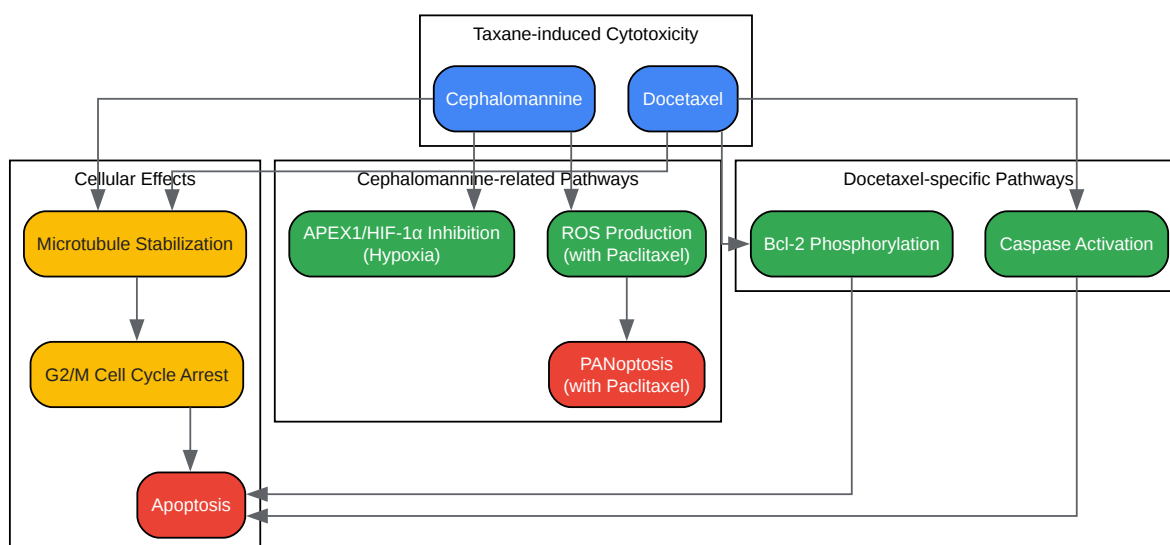 Taxane-induced Cytotoxicity
Cephalomannine
Docetaxel
Cellular Effects
Microtubule Stabilization
G2/M Cell Cycle Arrest
Apoptosis
Cephalomannine-related Pathways
APEX1/HIF-1α Inhibition
(Hypoxia)
ROS Production
(with Paclitaxel)
PANoptosis
(with Paclitaxel)
Docetaxel-specific Pathways
Bcl-2 Phosphorylation
Caspase Activation